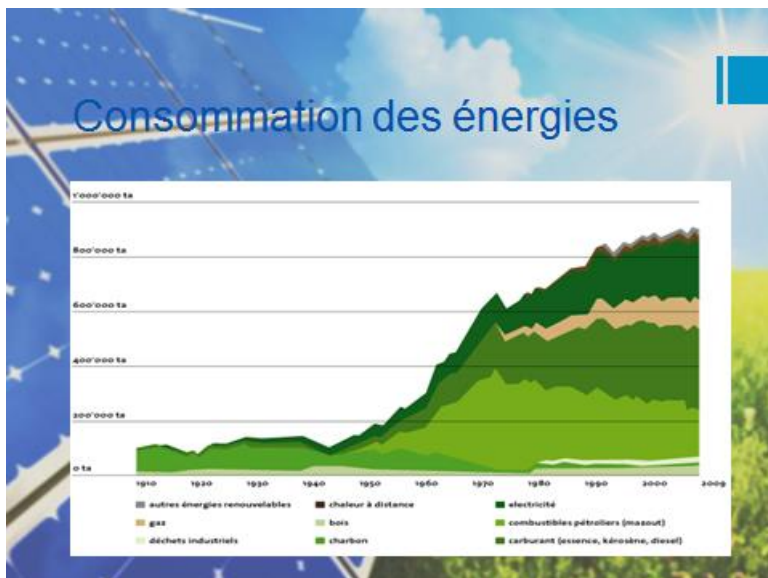 Consommation des énergies
1'000'000 ta
800'000 ta
600'000 ta
400'000 ta
200'000 ta
0 ta
1910 1920 1930 1940 1950 1960 1970 1980 1990 2000 2009
autres énergies renouvelables chaleur à distance electricité
gaz bois combustibles pétroliers (mazout)
déchets industriels charbon carburant (essence, kérosène, diesel)